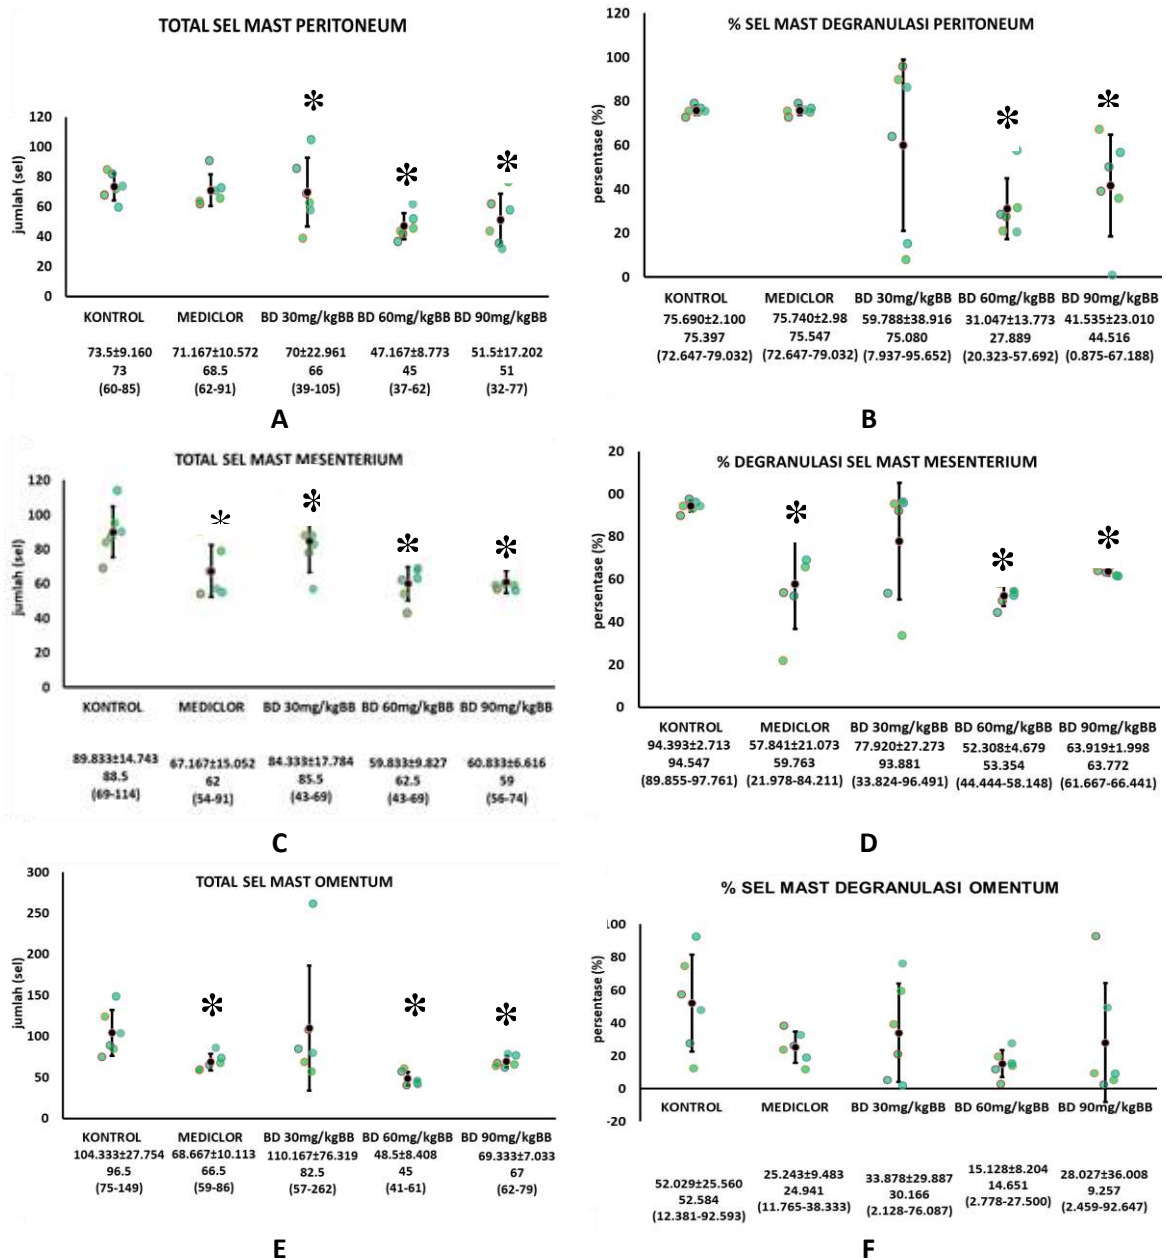 TOTAL SEL MAST PERITONEUM
jumlah (sel)
120
100
80
60
40
20
0
*
*
*
KONTROL MEDICLOR BD 30mg/kgBB BD 60mg/kgBB BD 90mg/kgBB
73.5±9.160 71.167±10.572 70±22.961 47.167±8.773 51.5±17.202
73 68.5 66 45 51
(60-85) (62-91) (39-105) (37-62) (32-77)
A
% SEL MAST DEGRANULASI PERITONEUM
persentase (%)
120
100
80
60
40
20
0
*
*
KONTROL MEDICLOR BD 30mg/kgBB BD 60mg/kgBB BD 90mg/kgBB
75.690±2.100 75.740±2.98 59.788±38.916 31.047±13.773 41.535±23.010
75.397 75.547 75.080 27.889 44.516
(72.647-79.032) (72.647-79.032) (7.937-95.652) (20.323-57.692) (0.875-67.188)
B
TOTAL SEL MAST MESENTERIUM
jumlah (sel)
120
100
80
60
40
20
0
*
*
*
*
KONTROL MEDICLOR BD 30mg/kgBB BD 60mg/kgBB BD 90mg/kgBB
89.833±14.743 67.167±15.052 84.333±17.784 59.833±9.827 60.833±6.616
88.5 62 85.5 62.5 59
(69-114) (54-91) (43-69) (43-69) (56-74)
C
% DEGRANULASI SEL MAST MESENTERIUM
persentase (%)
20
00
80
60
40
20
0
*
*
*
KONTROL MEDICLOR BD 30mg/kgBB BD 60mg/kgBB BD 90mg/kgBB
94.393±2.713 57.841±21.073 77.920±27.273 52.308±4.679 63.919±1.998
94.547 59.763 93.881 53.354 63.772
(89.855-97.761) (21.978-84.211) (33.824-96.491) (44.444-58.148) (61.667-66.441)
D
TOTAL SEL MAST OMENTUM
jumlah (sel)
300
250
200
150
100
50
0
*
*
*
KONTROL MEDICLOR BD 30mg/kgBB BD 60mg/kgBB BD 90mg/kgBB
104.333±27.754 68.667±10.113 110.167±76.319 48.5±8.408 69.333±7.033
96.5 66.5 82.5 45 67
(75-149) (59-86) (57-262) (41-61) (62-79)
E
% SEL MAST DEGRANULASI OMENTUM
persentase (%)
100
80
60
40
20
0
-20
KONTROL MEDICLOR BD 30mg/kgBB BD 60mg/kgBB BD 90mg/kgBB
52.029±25.560 25.243±9.483 33.878±29.887 15.128±8.204 28.027±36.008
52.584 24.941 30.166 14.651 9.257
(12.381-92.593) (11.765-38.333) (2.128-76.087) (2.778-27.500) (2.459-92.647)
F